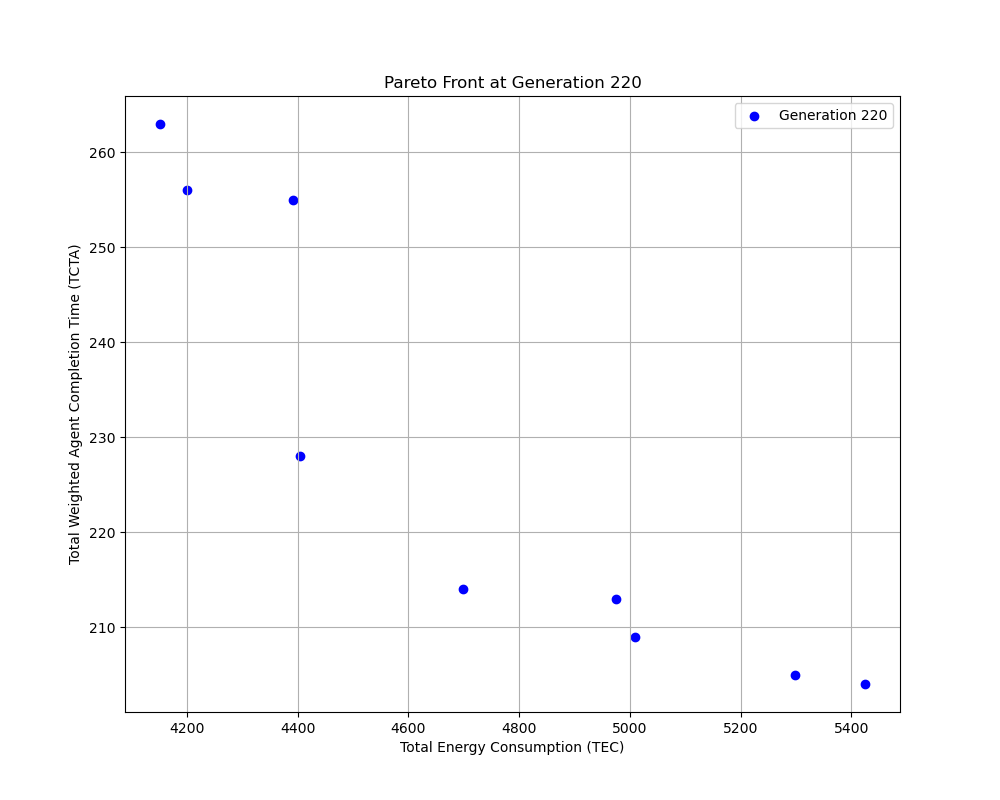 Pareto Front at Generation 220
Generation 220
Total Weighted Agent Completion Time (TCTA)
260
250
240
230
220
210
4200 4400 4600 4800 5000 5200 5400
Total Energy Consumption (TEC)